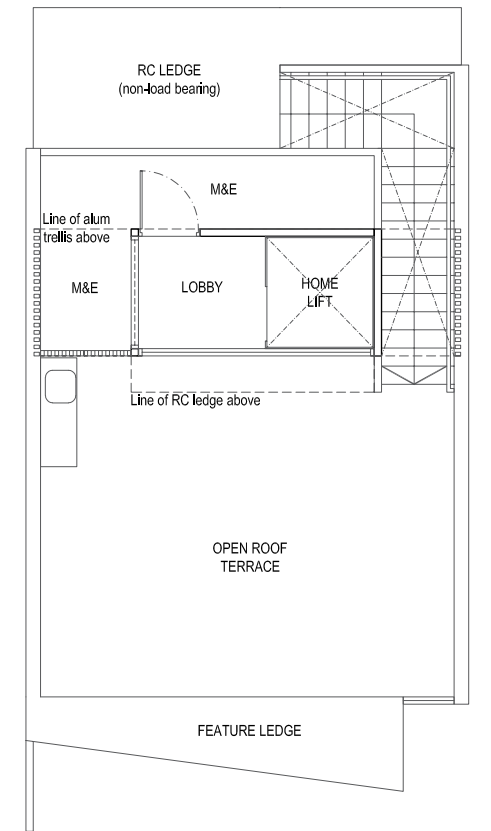 RC LEDGE
(non-load bearing)
M&E
Line of alum
trellis above
M&E
LOBBY
HOME
LIFT
Line of RC ledge above
OPEN ROOF
TERRACE
FEATURE LEDGE